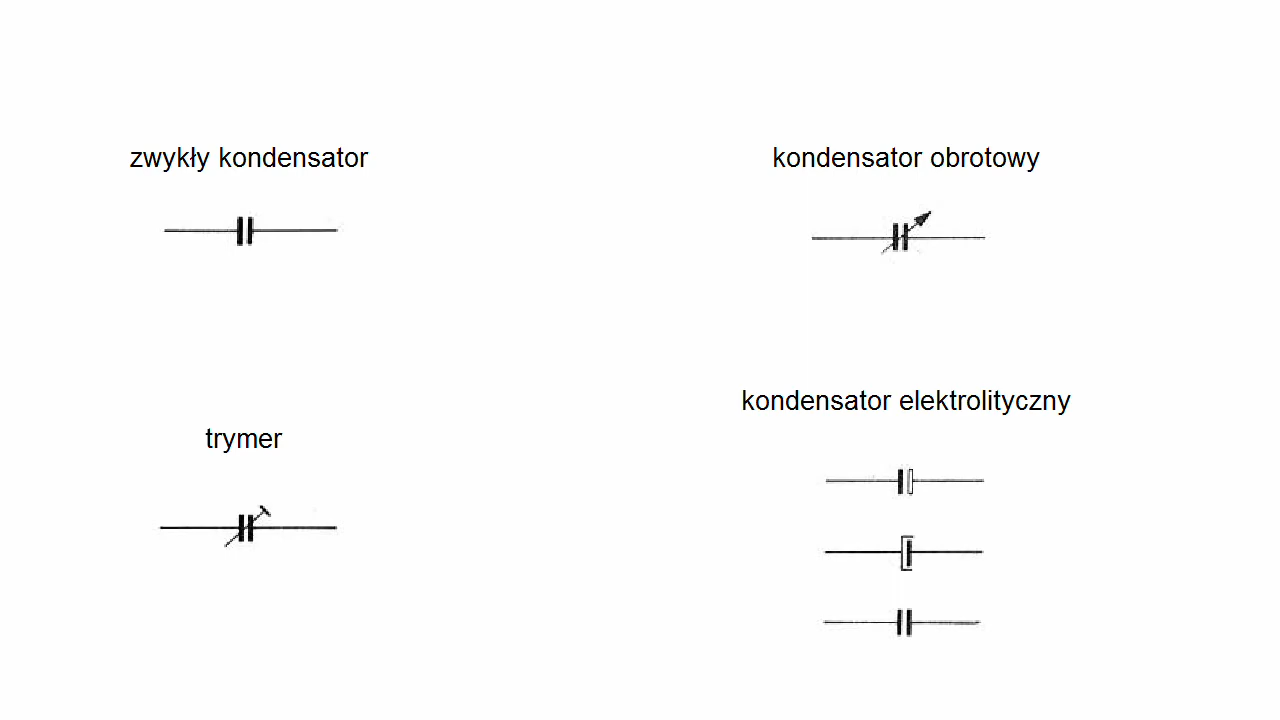 zwykły kondensator
kondensator obrotowy
trymer
kondensator elektrolityczny